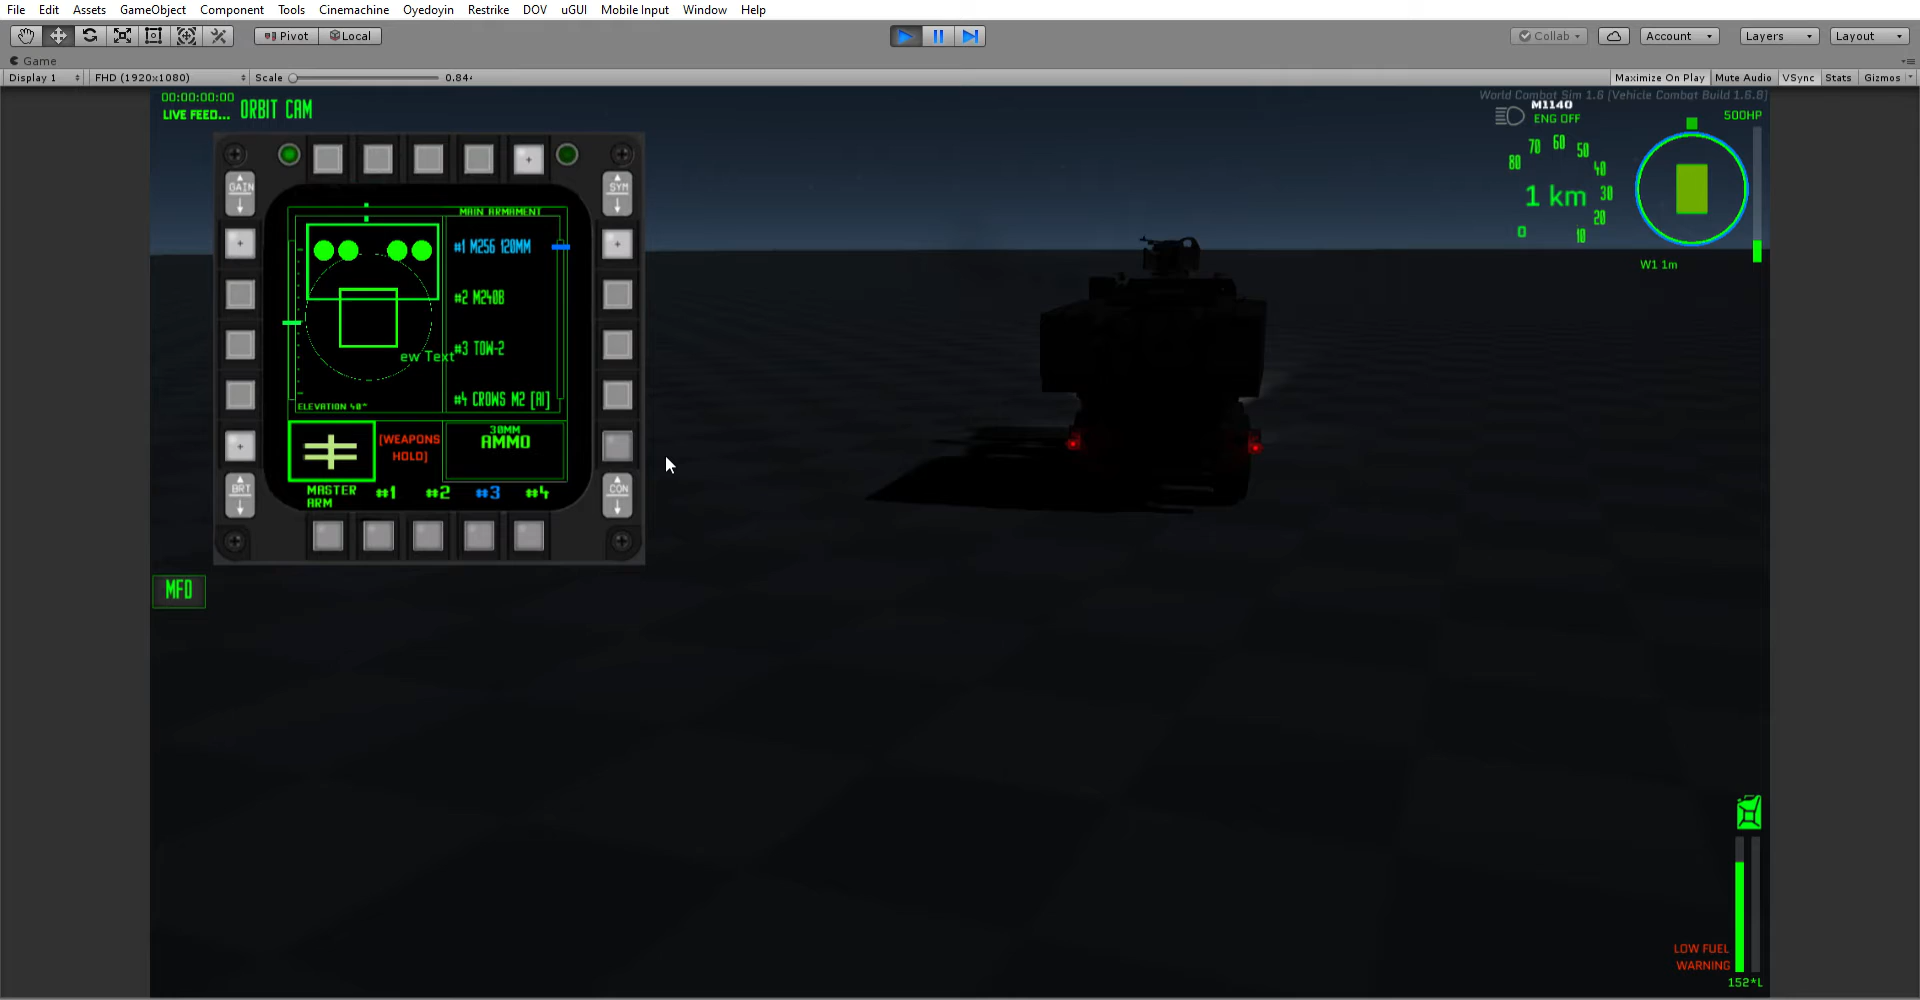 File Edit Assets GameObject Component Tools Cinemachine Oyedoyin Restrike DOV uGUI Mobile Input Window Help
Pivot Local Collab Account Layers Layout
Game
Display 1 FHD (1920x1080) Scale 0.84 Maximize On Play Mute Audio VSync Stats Gizmos
00:00:00:00
LIVE FEED... ORBIT CAM
World Combat Sim 1.6 (Vehicle Combat Build 1.6.8)
M1140
ENG OFF
500HP
80 70 60 50 40 30 20 10 0
1 km
W1 1m
GAIN
SYM
MAIN ARMAMENT
#1 M256 120MM
#2 M240B
#3 TOW-2
ew Text
#4 CROWS M2 [AI]
ELEVATION 40°
[WEAPONS
HOLD]
30MM
AMMO
BRT
CON
MASTER
ARM
#1 #2 #3 #4
MFD
LOW FUEL
WARNING
152*L